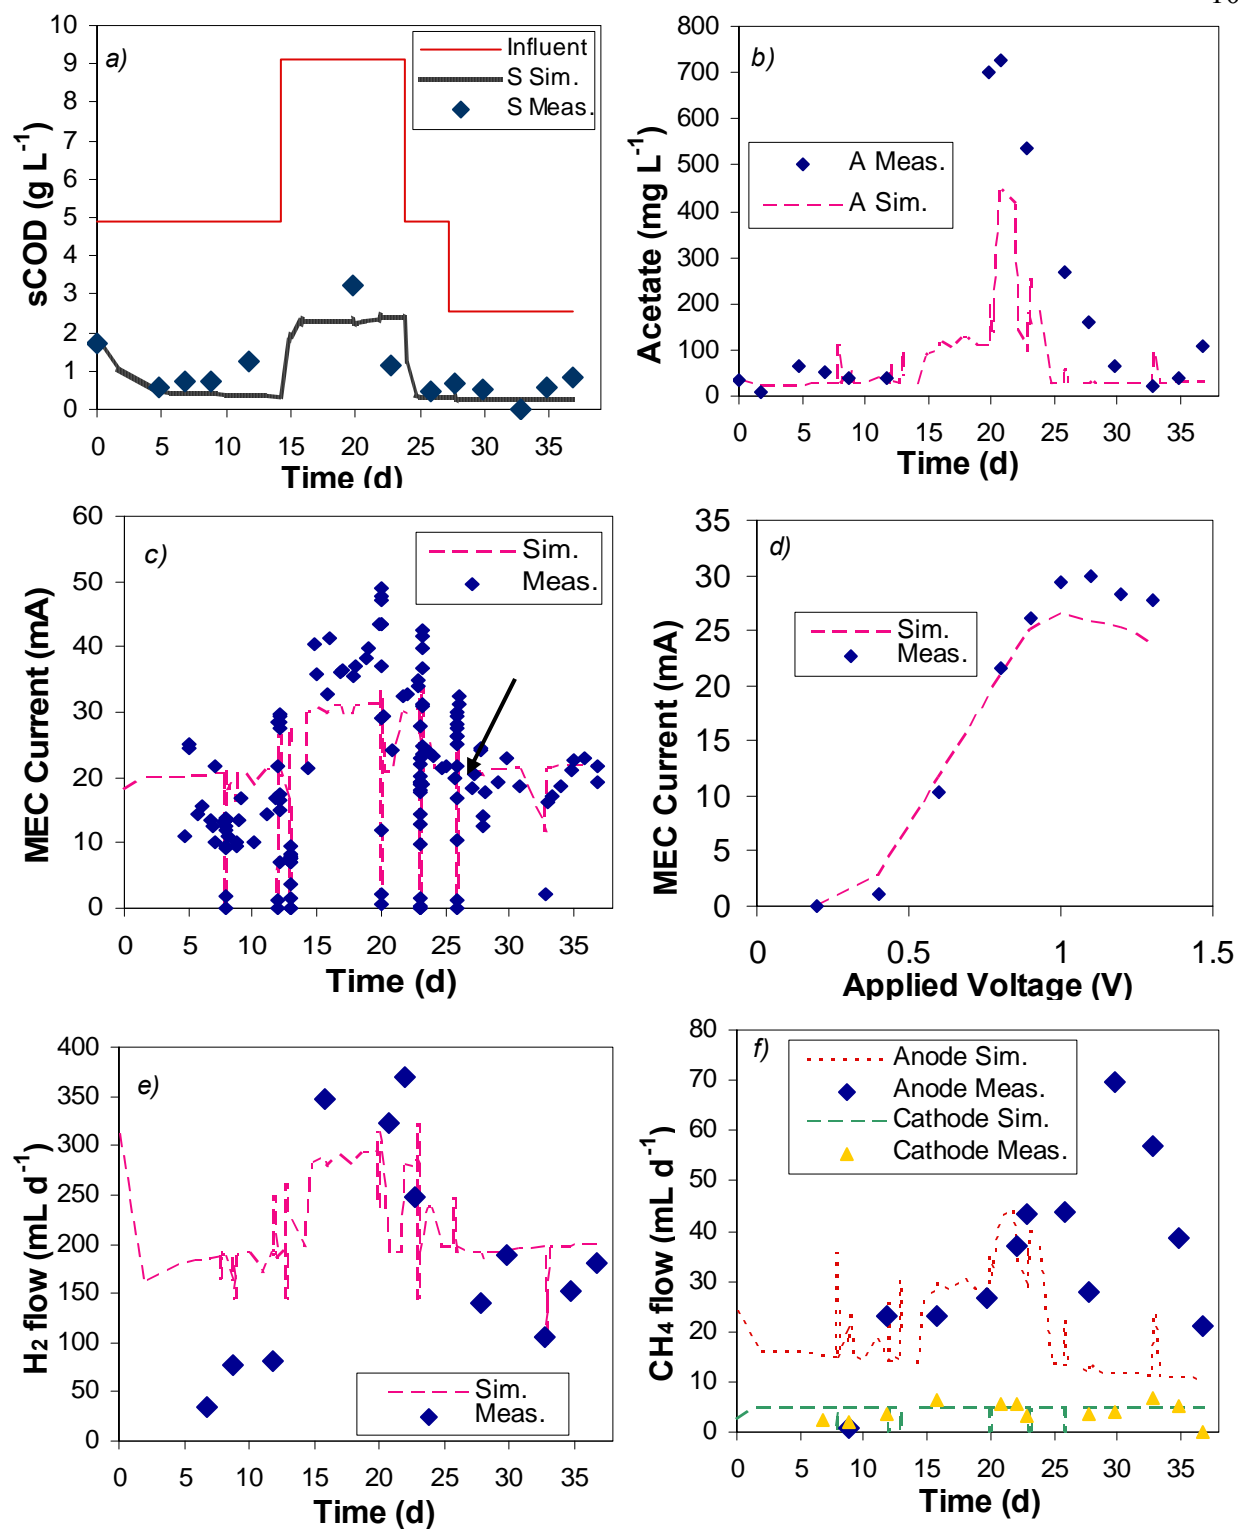 a)
Influent
S Sim.
S Meas.
10
9
8
7
6
5
4
3
2
1
0
sCOD (g L⁻¹)
0 5 10 15 20 25 30 35
Time (d)
b)
A Meas.
A Sim.
800
700
600
500
400
300
200
100
0
Acetate (mg L⁻¹)
0 5 10 15 20 25 30 35
Time (d)
c)
Sim.
Meas.
60
50
40
30
20
10
0
MEC Current (mA)
0 5 10 15 20 25 30 35
Time (d)
d)
Sim.
Meas.
35
30
25
20
15
10
5
0
MEC Current (mA)
0 0.5 1 1.5
Applied Voltage (V)
e)
Sim.
Meas.
400
350
300
250
200
150
100
50
0
H₂ flow (mL d⁻¹)
0 5 10 15 20 25 30 35
Time (d)
f)
Anode Sim.
Anode Meas.
Cathode Sim.
Cathode Meas.
80
70
60
50
40
30
20
10
0
CH₄ flow (mL d⁻¹)
0 5 10 15 20 25 30 35
Time (d)